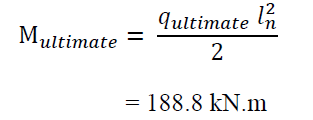 M_ultimate = q_ultimate l_n^2 / 2
= 188.8 kN.m